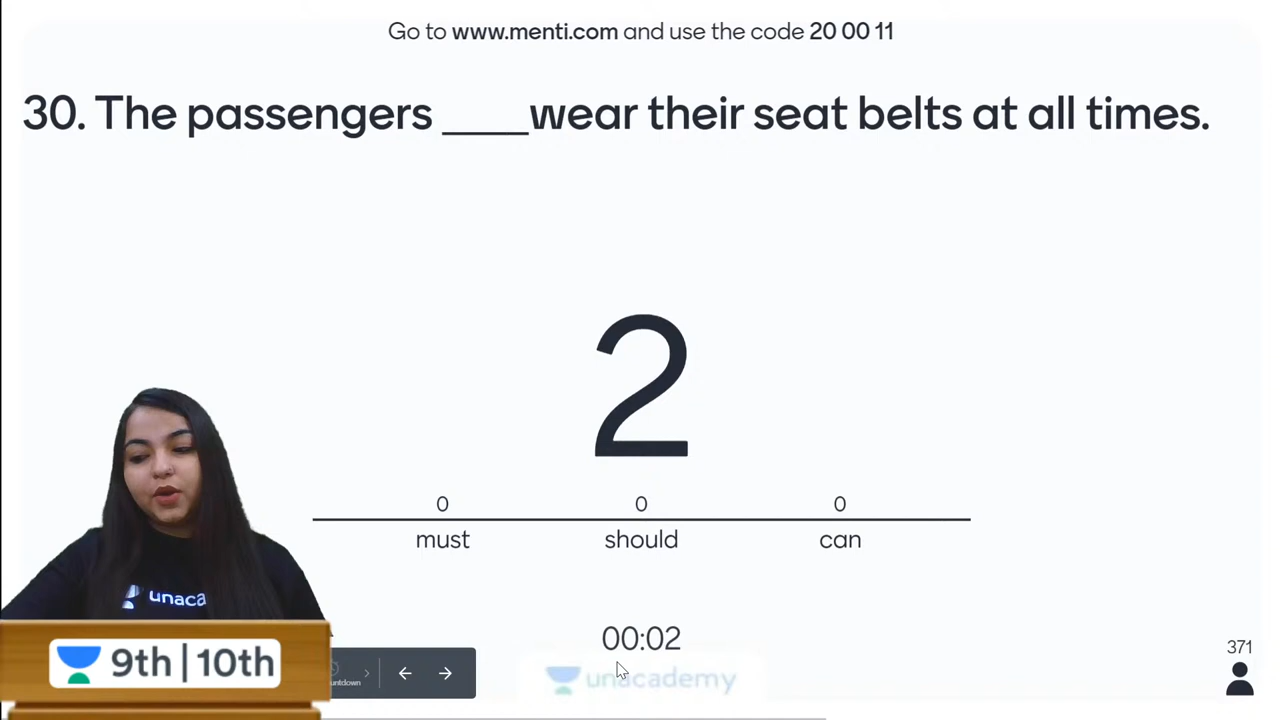 Go to www.menti.com and use the code 20 00 11
30. The passengers ____wear their seat belts at all times.
2
0 0 0
must should can
unaca
00:02
9th|10th
untdown
unacademy
371